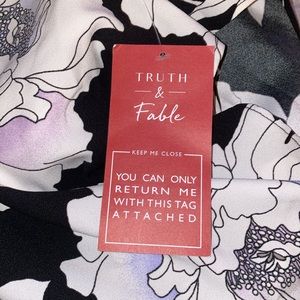 TRUTH
&
Fable
KEEP ME CLOSE
YOU CAN ONLY
RETURN ME
WITH THIS TAG
ATTACHED